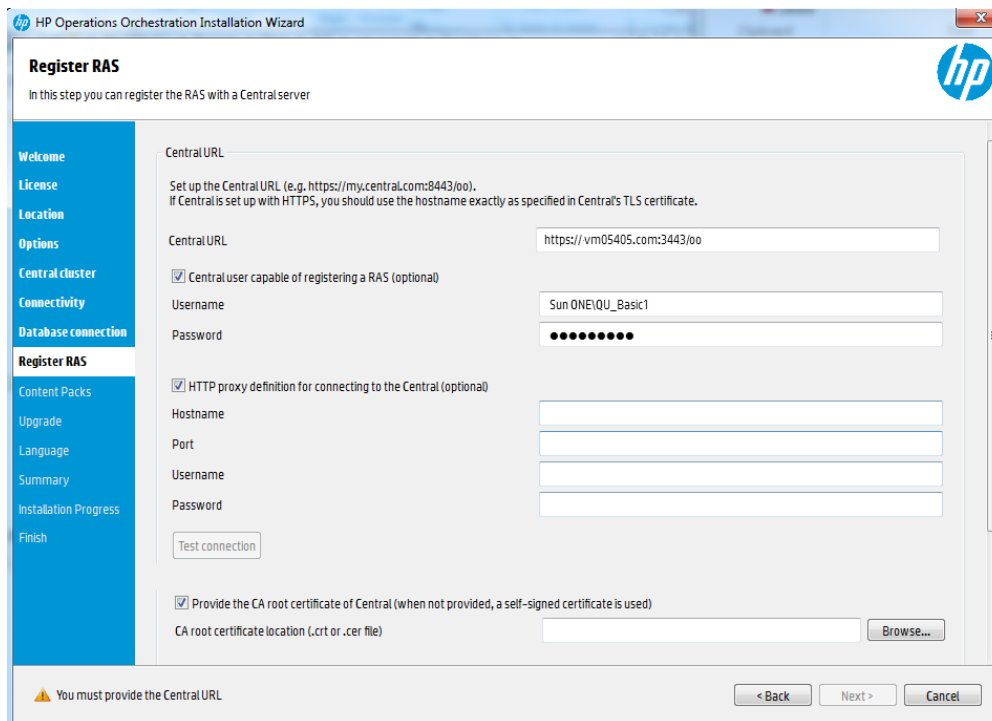 hp HP Operations Orchestration Installation Wizard
Register RAS
In this step you can register the RAS with a Central server
hp
Welcome
License
Location
Options
Central cluster
Connectivity
Database connection
Register RAS
Content Packs
Upgrade
Language
Summary
Installation Progress
Finish
Central URL
Set up the Central URL (e.g. https://my.central.com:8443/oo).
If Central is set up with HTTPS, you should use the hostname exactly as specified in Central's TLS certificate.
Central URL https://vm05405.com:3443/oo
Central user capable of registering a RAS (optional)
Username Sun ONE\QU_Basic1
Password ●●●●●●●●●
HTTP proxy definition for connecting to the Central (optional)
Hostname
Port
Username
Password
Test connection
Provide the CA root certificate of Central (when not provided, a self-signed certificate is used)
CA root certificate location (.crt or .cer file) Browse...
You must provide the Central URL < Back Next > Cancel